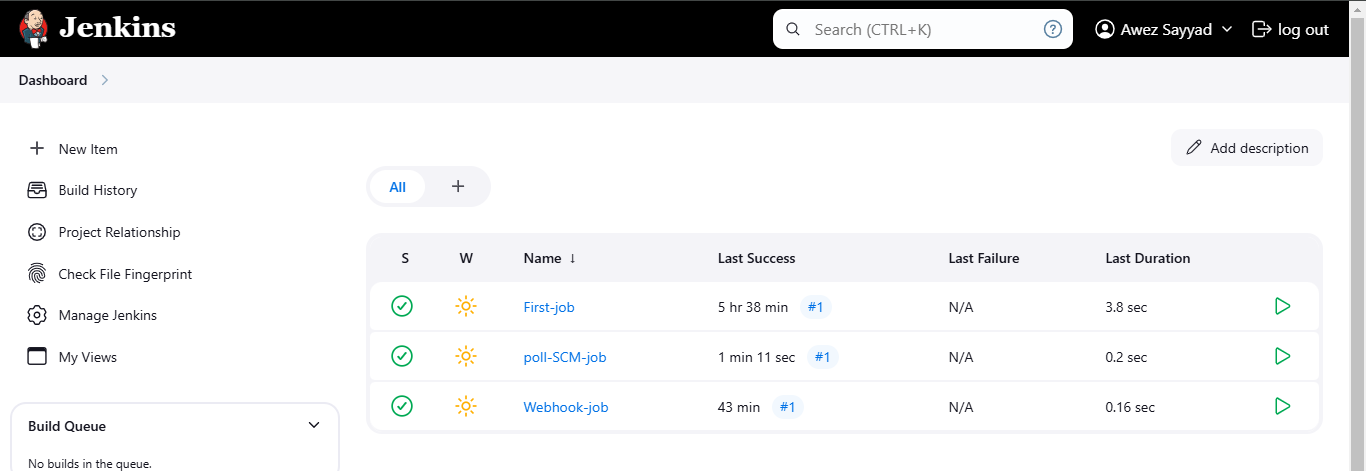 Jenkins
Search (CTRL+K)
?
Awez Sayyad
log out
Dashboard
New Item
Build History
Project Relationship
Check File Fingerprint
Manage Jenkins
My Views
Build Queue
No builds in the queue.
Add description
All +
S W Name ↓ Last Success Last Failure Last Duration
First-job 5 hr 38 min #1 N/A 3.8 sec
poll-SCM-job 1 min 11 sec #1 N/A 0.2 sec
Webhook-job 43 min #1 N/A 0.16 sec